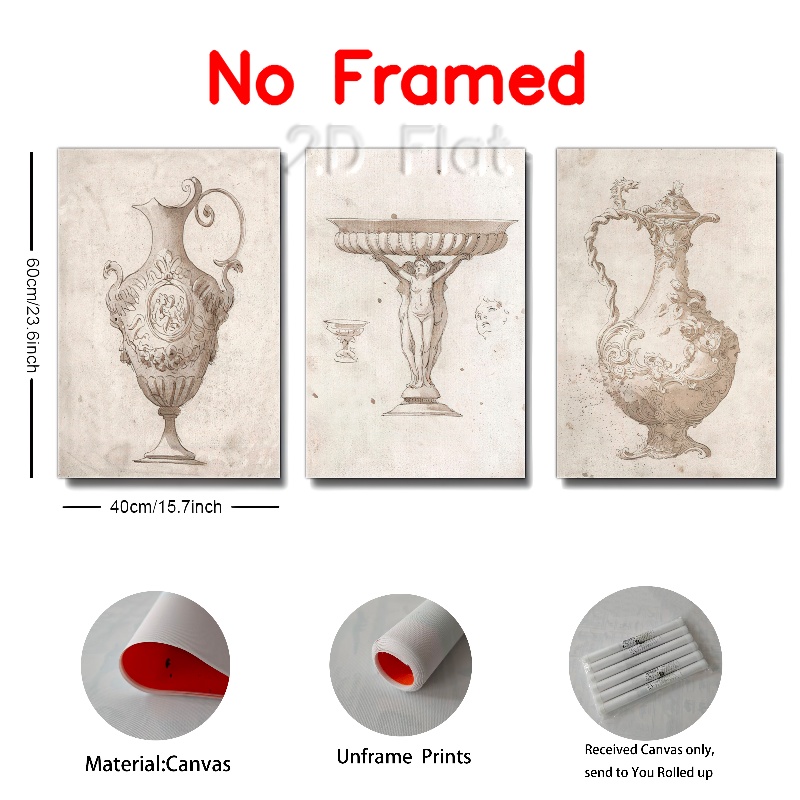 No Framed
2D Flat
60cm/23.6inch
40cm/15.7inch
Material:Canvas
Unframe Prints
Received Canvas only,
send to You Rolled up